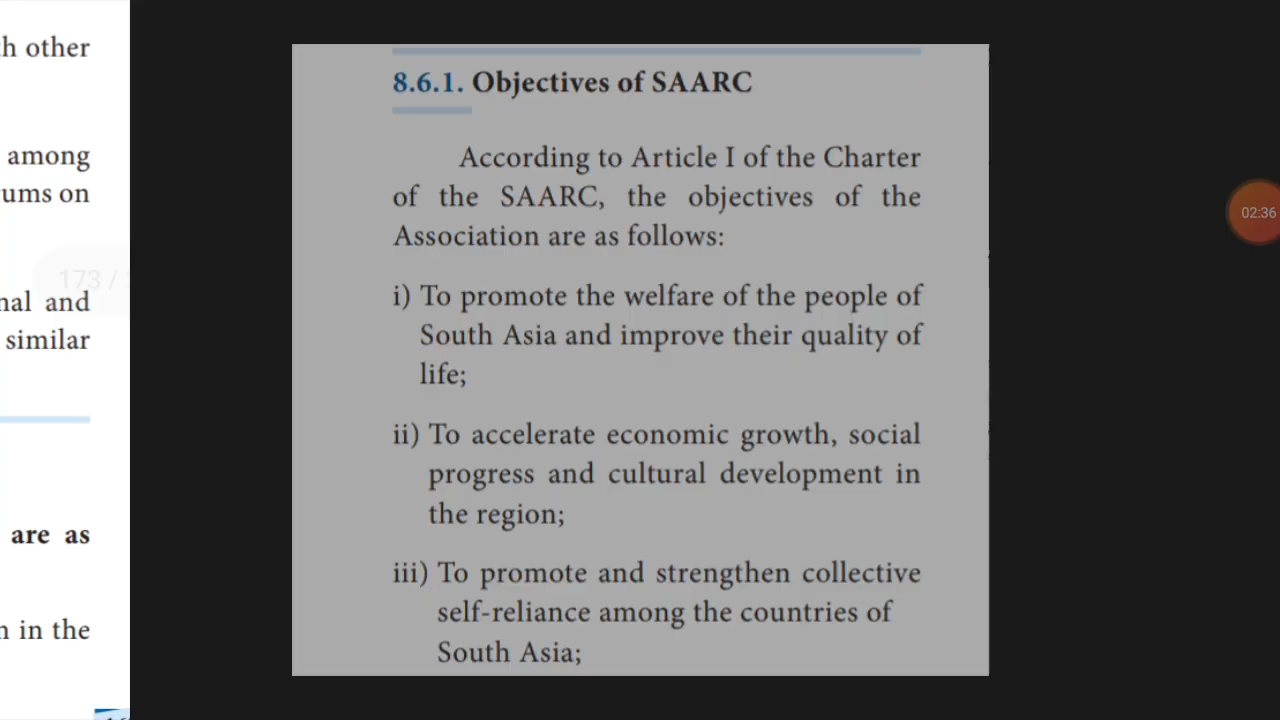 h other
among
ums on
173 /
nal and
similar
are as
n in the
8.6.1. Objectives of SAARC
According to Article I of the Charter
of the SAARC, the objectives of the
Association are as follows:
i) To promote the welfare of the people of
South Asia and improve their quality of
life;
ii) To accelerate economic growth, social
progress and cultural development in
the region;
iii) To promote and strengthen collective
self-reliance among the countries of
South Asia;
02:36